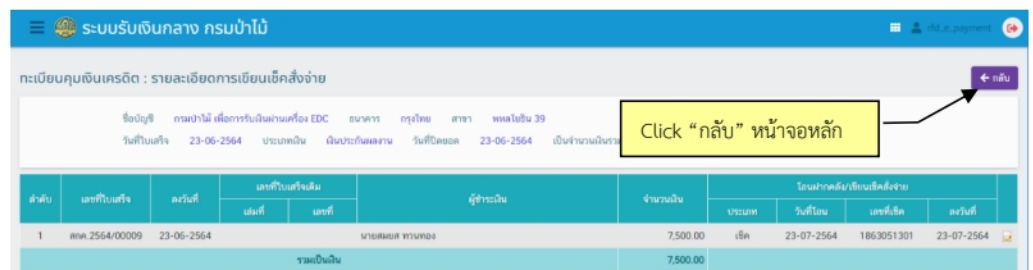 ระบบรับเงินกลาง กรมป่าไม้ rfd_e_payment
ทะเบียนคุมเงินเครดิต : รายละเอียดการเขียนเช็คสั่งจ่าย ← กลับ
ชื่อบัญชี กรมป่าไม้ เพื่อการรับเงินผ่านเครื่อง EDC ธนาคาร กรุงไทย สาขา พหลโยธิน 39
วันที่ใบเสร็จ 23-06-2564 ประเภทเงิน เงินประกันผลงาน วันที่ปิดยอด 23-06-2564 เป็นจำนวนเงินรวม
Click “กลับ” หน้าจอหลัก
ลำดับ เลขที่ใบเสร็จ ลงวันที่ เลขที่ใบเสร็จเดิม ผู้ชำระเงิน จำนวนเงิน โอนฝากคลัง/เขียนเช็คสั่งจ่าย
เล่มที่ เลขที่ ประเภท วันที่โอน เลขที่เช็ค ลงวันที่
1 สกค.2564/00009 23-06-2564 นายสมยศ ทวนทอง 7,500.00 เช็ค 23-07-2564 1863051301 23-07-2564
รวมเป็นเงิน 7,500.00